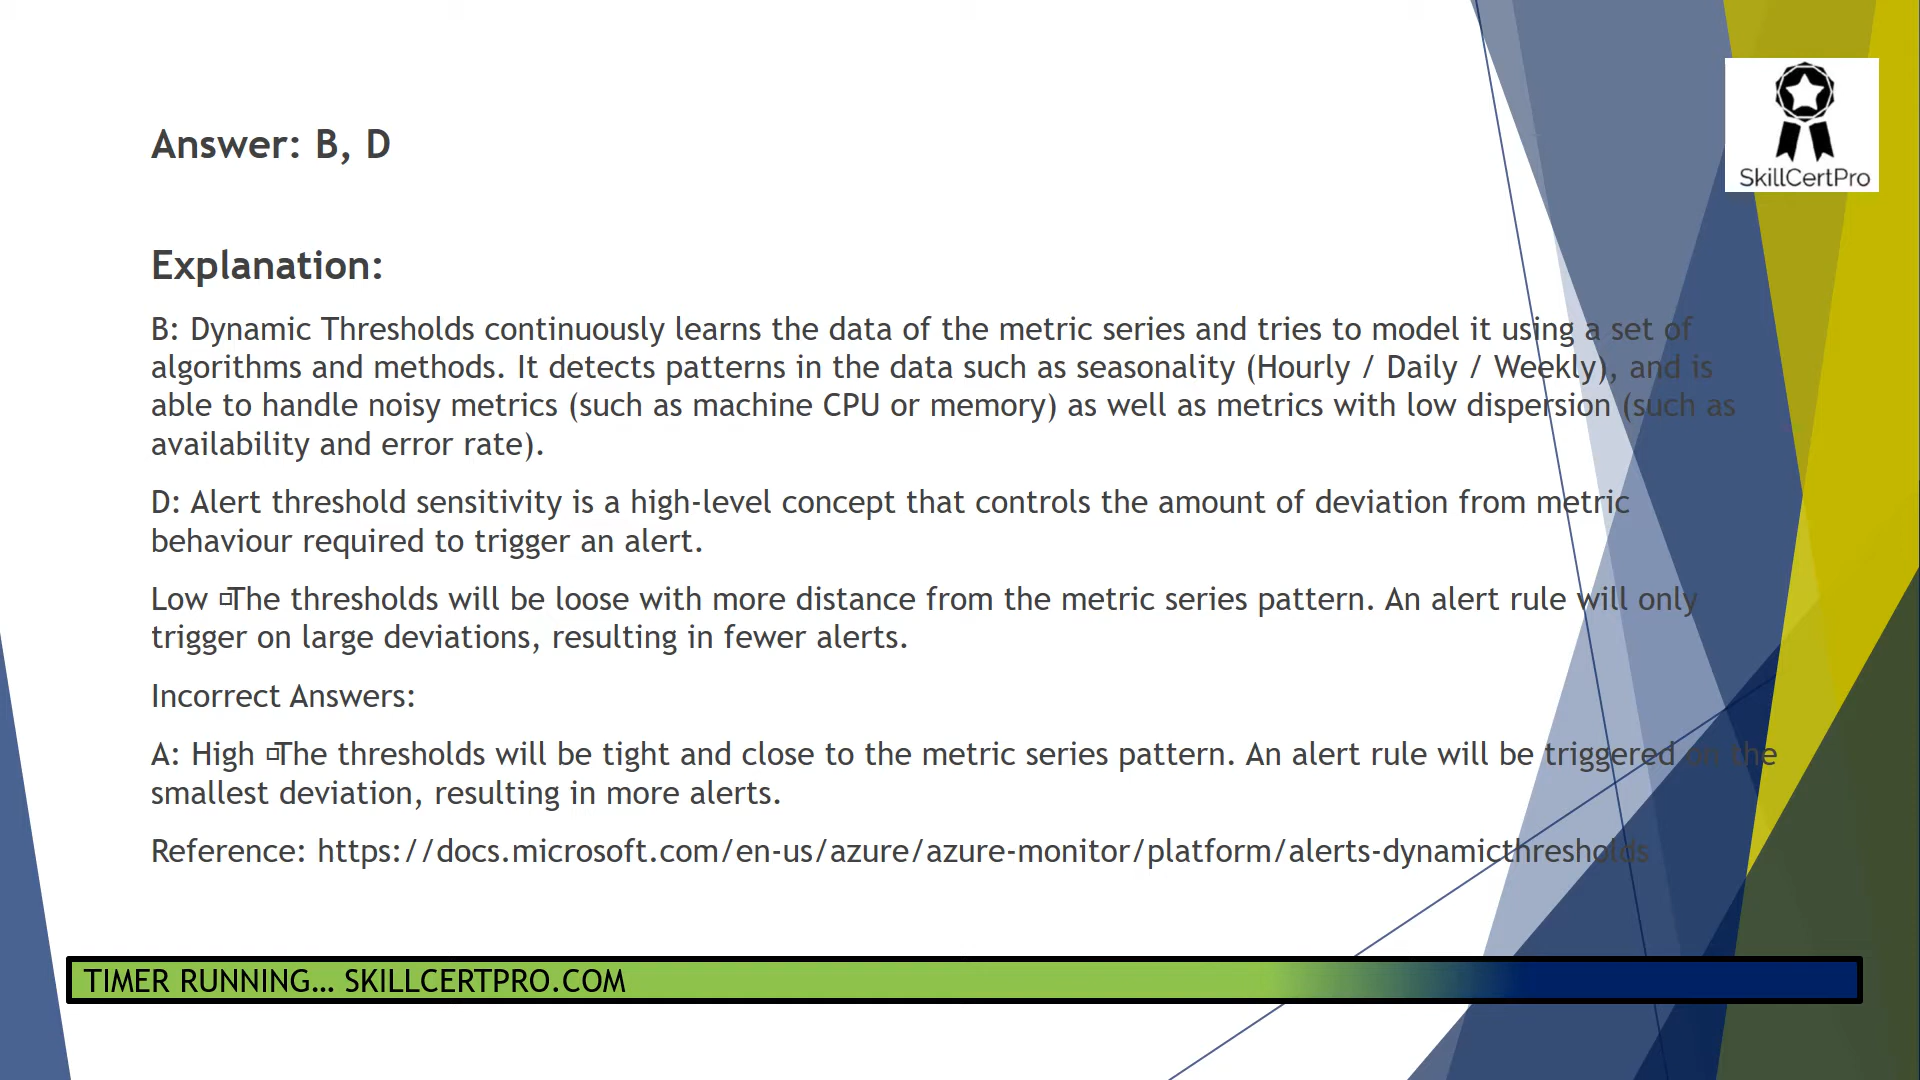 SkillCertPro
Answer: B, D
Explanation:
B: Dynamic Thresholds continuously learns the data of the metric series and tries to model it using a set of
algorithms and methods. It detects patterns in the data such as seasonality (Hourly / Daily / Weekly), and is
able to handle noisy metrics (such as machine CPU or memory) as well as metrics with low dispersion (such as
availability and error rate).
D: Alert threshold sensitivity is a high-level concept that controls the amount of deviation from metric
behaviour required to trigger an alert.
Low The thresholds will be loose with more distance from the metric series pattern. An alert rule will only
trigger on large deviations, resulting in fewer alerts.
Incorrect Answers:
A: High The thresholds will be tight and close to the metric series pattern. An alert rule will be triggered on the
smallest deviation, resulting in more alerts.
Reference: https://docs.microsoft.com/en-us/azure/azure-monitor/platform/alerts-dynamicthresholds
TIMER RUNNING... SKILLCERTPRO.COM